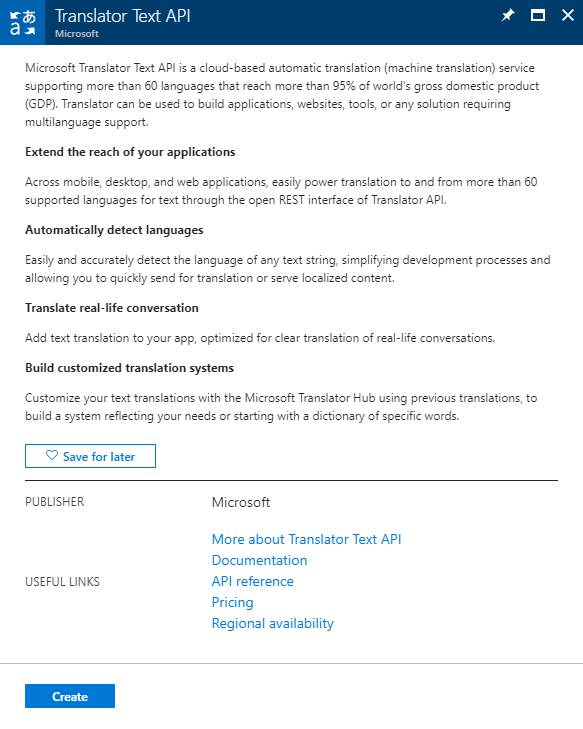 Translator Text API
Microsoft
Microsoft Translator Text API is a cloud-based automatic translation (machine translation) service
supporting more than 60 languages that reach more than 95% of world's gross domestic product
(GDP). Translator can be used to build applications, websites, tools, or any solution requiring
multilanguage support.
Extend the reach of your applications
Across mobile, desktop, and web applications, easily power translation to and from more than 60
supported languages for text through the open REST interface of Translator API.
Automatically detect languages
Easily and accurately detect the language of any text string, simplifying development processes and
allowing you to quickly send for translation or serve localized content.
Translate real-life conversation
Add text translation to your app, optimized for clear translation of real-life conversations.
Build customized translation systems
Customize your text translations with the Microsoft Translator Hub using previous translations, to
build a system reflecting your needs or starting with a dictionary of specific words.
Save for later
PUBLISHER Microsoft
More about Translator Text API
Documentation
USEFUL LINKS API reference
Pricing
Regional availability
Create